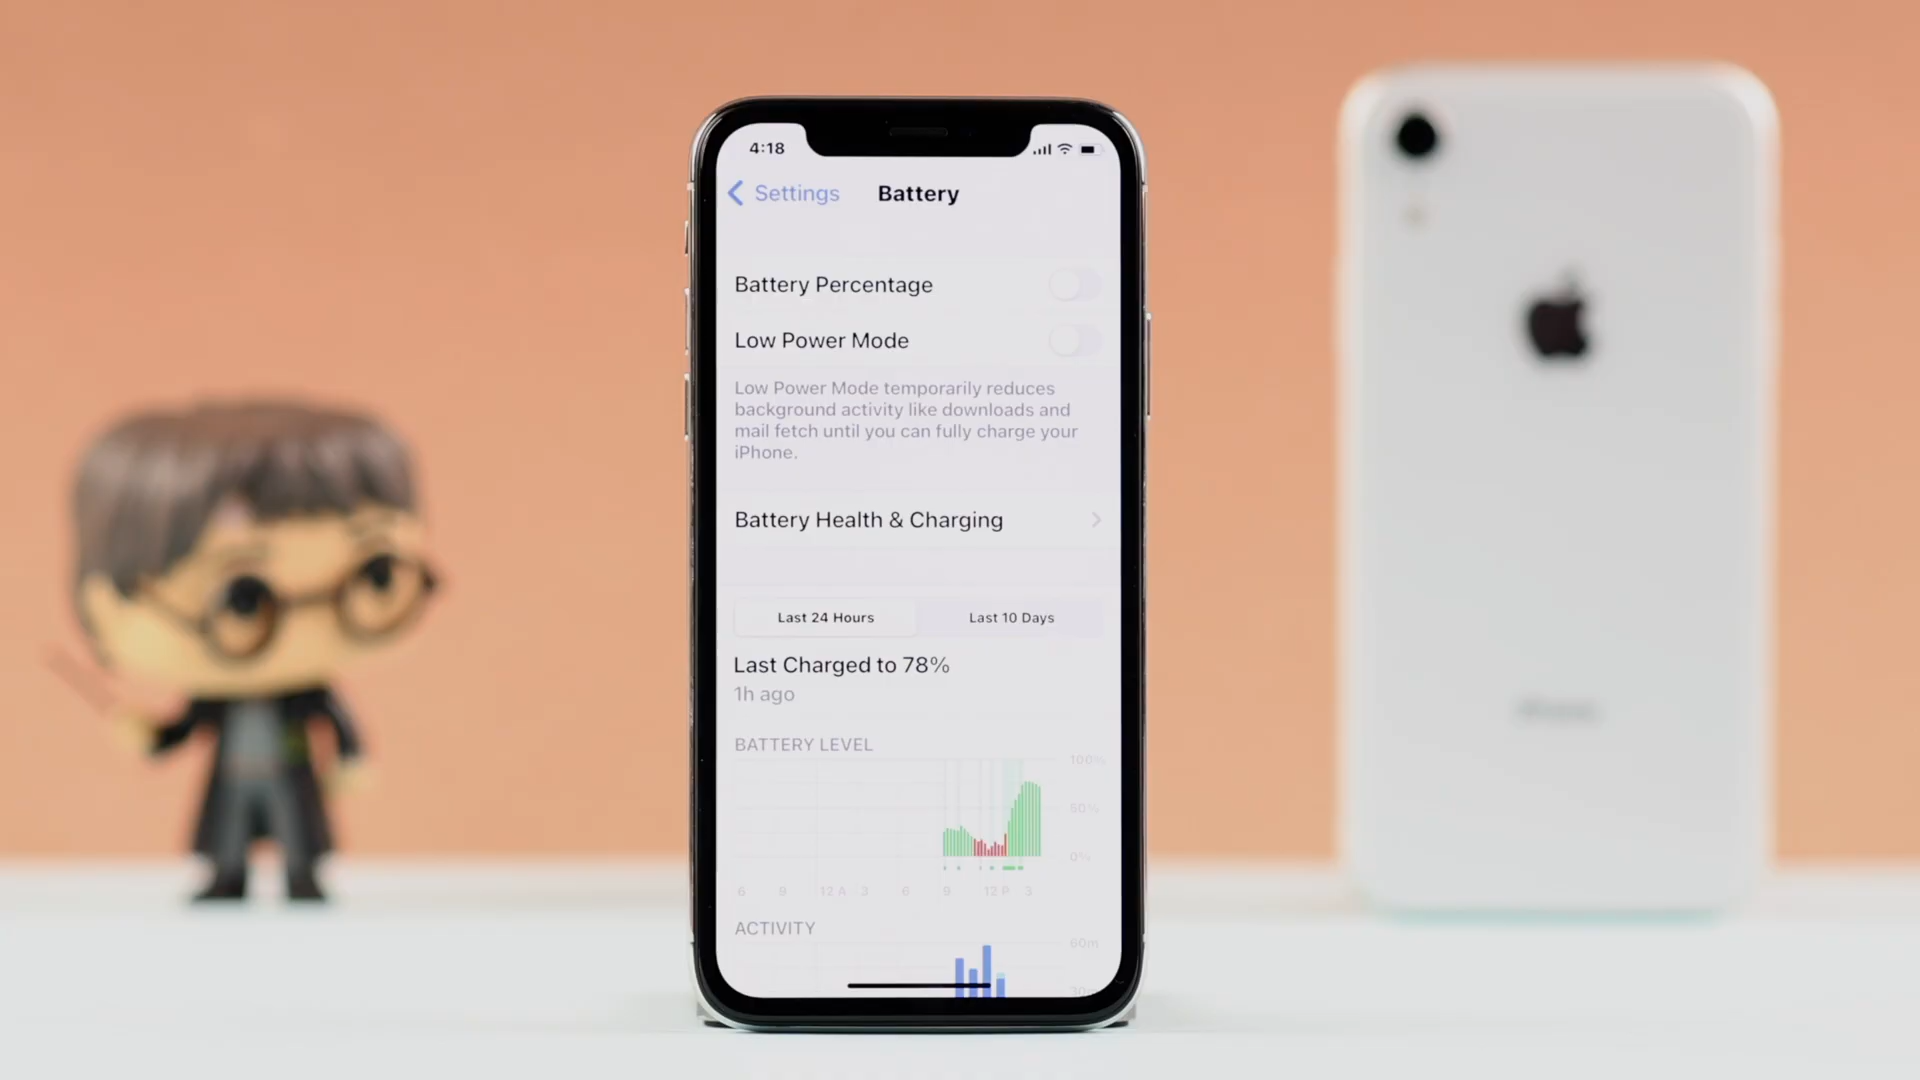 4:18
Settings Battery
Battery Percentage
Low Power Mode
Low Power Mode temporarily reduces
background activity like downloads and
mail fetch until you can fully charge your
iPhone.
Battery Health & Charging
Last 24 Hours Last 10 Days
Last Charged to 78%
1h ago
BATTERY LEVEL
100%
50%
0%
6 9 12 A 3 6 9 12 P 3
ACTIVITY
60m
30m
iPhone